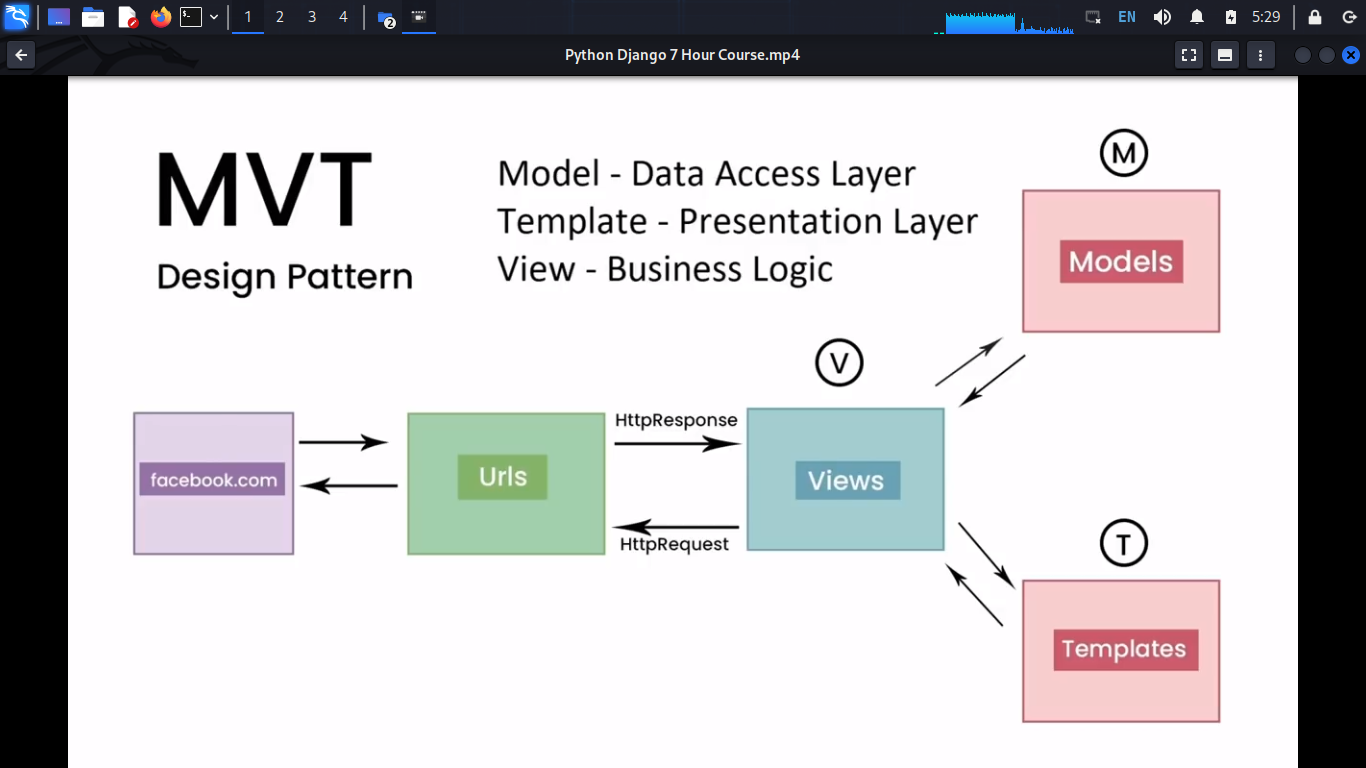 1 2 3 4 2 EN 5:29
Python Django 7 Hour Course.mp4
MVT
Design Pattern
Model - Data Access Layer
Template - Presentation Layer
View - Business Logic
M
Models
V
facebook.com
Urls
HttpResponse
HttpRequest
Views
T
Templates